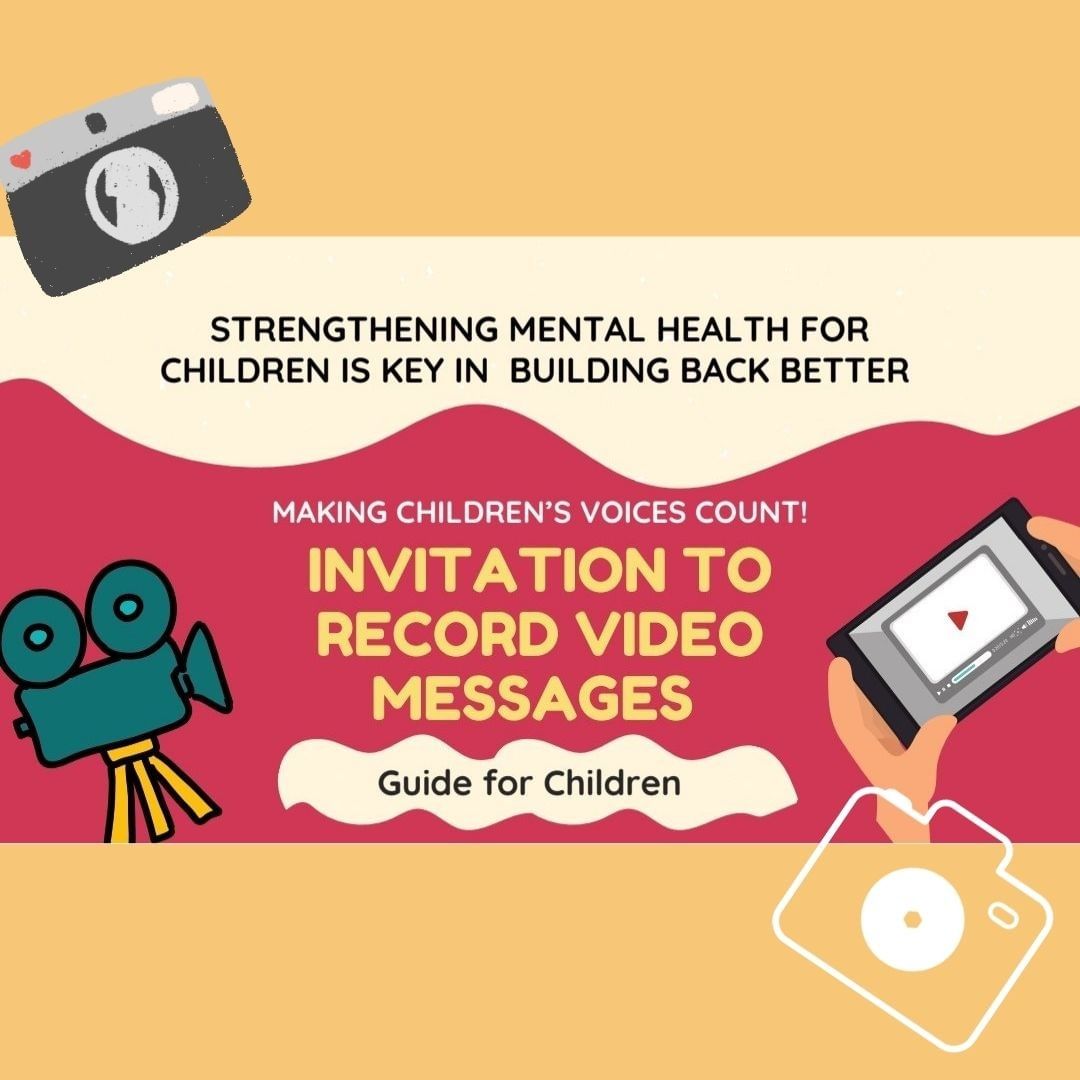 STRENGTHENING MENTAL HEALTH FOR
CHILDREN IS KEY IN BUILDING BACK BETTER
MAKING CHILDREN'S VOICES COUNT!
INVITATION TO
RECORD VIDEO
MESSAGES
Guide for Children